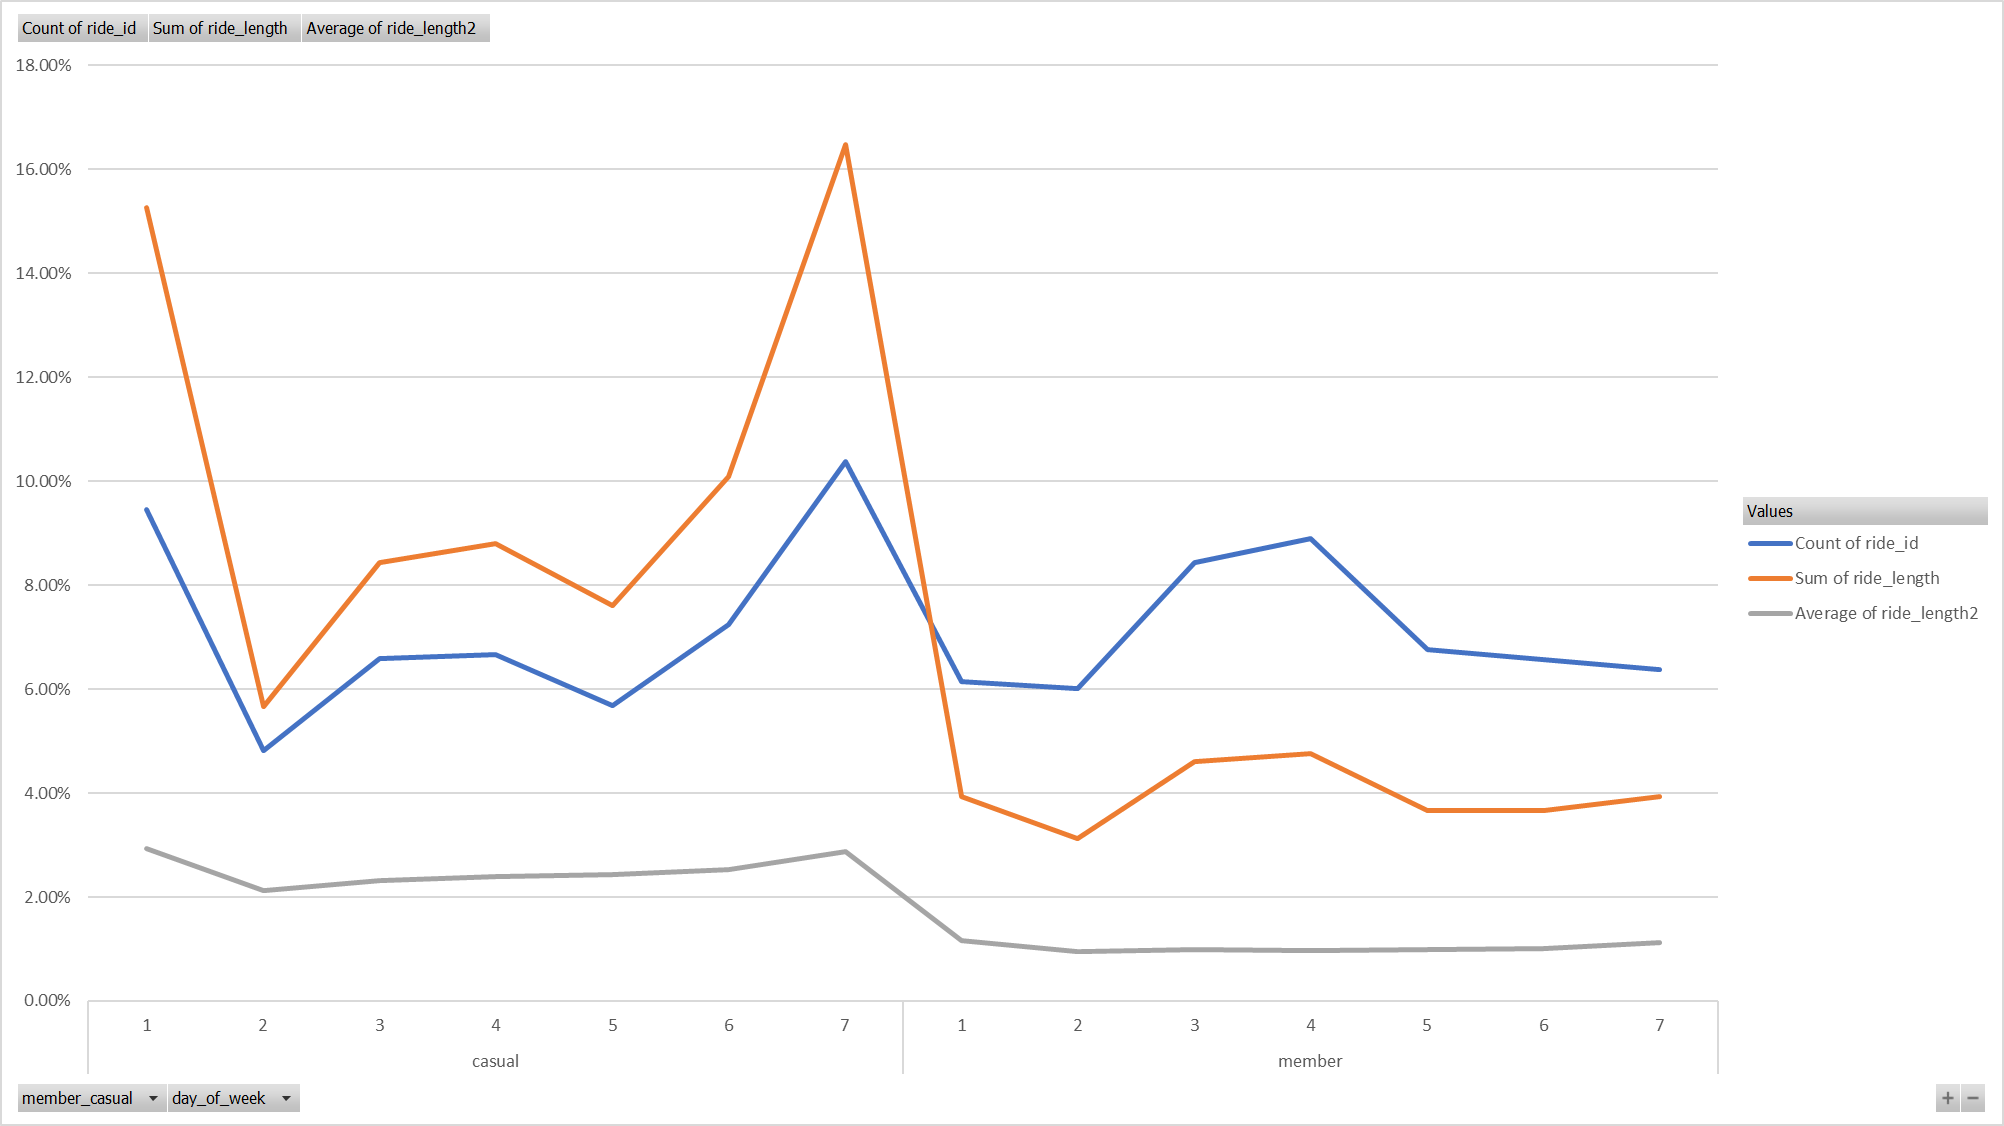 Count of ride_id Sum of ride_length Average of ride_length2
18.00%
16.00%
14.00%
12.00%
10.00%
8.00%
6.00%
4.00%
2.00%
0.00%
1 2 3 4 5 6 7 1 2 3 4 5 6 7
casual member
Values
Count of ride_id
Sum of ride_length
Average of ride_length2
member_casual day_of_week
+ −